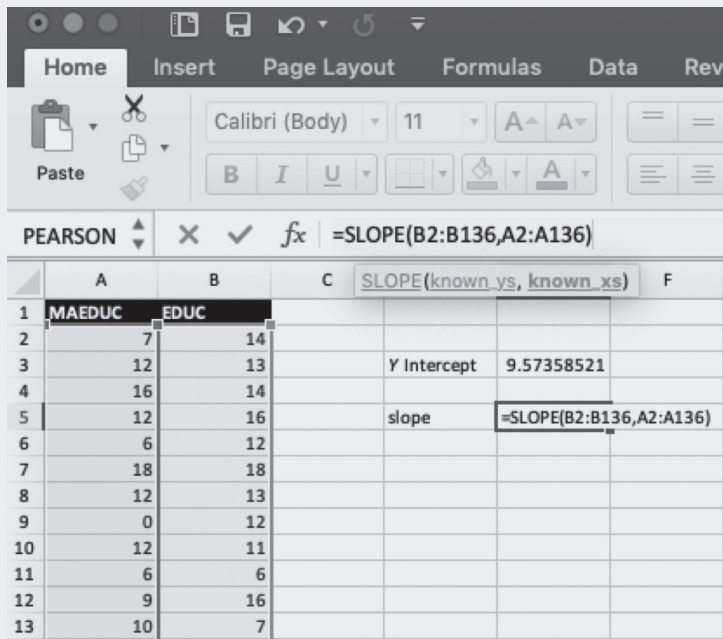 Home Insert Page Layout Formulas Data Rev
Calibri (Body) 11 A A
Paste B I U A
PEARSON fx =SLOPE(B2:B136,A2:A136)
SLOPE(known_ys, known_xs)
A B C F
1 MAEDUC EDUC
2 7 14
3 12 13 Y Intercept 9.57358521
4 16 14
5 12 16 slope =SLOPE(B2:B136,A2:A136)
6 6 12
7 18 18
8 12 13
9 0 12
10 12 11
11 6 6
12 9 16
13 10 7